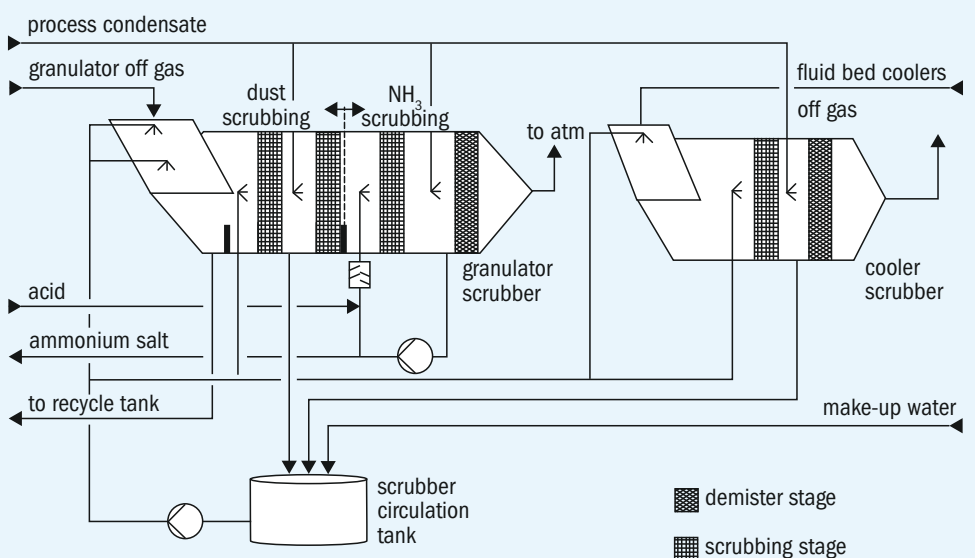 process condensate
granulator off gas
dust
scrubbing
NH₃
scrubbing
to atm
fluid bed coolers
off gas
granulator
scrubber
cooler
scrubber
acid
ammonium salt
to recycle tank
make-up water
scrubber
circulation
tank
demister stage
scrubbing stage